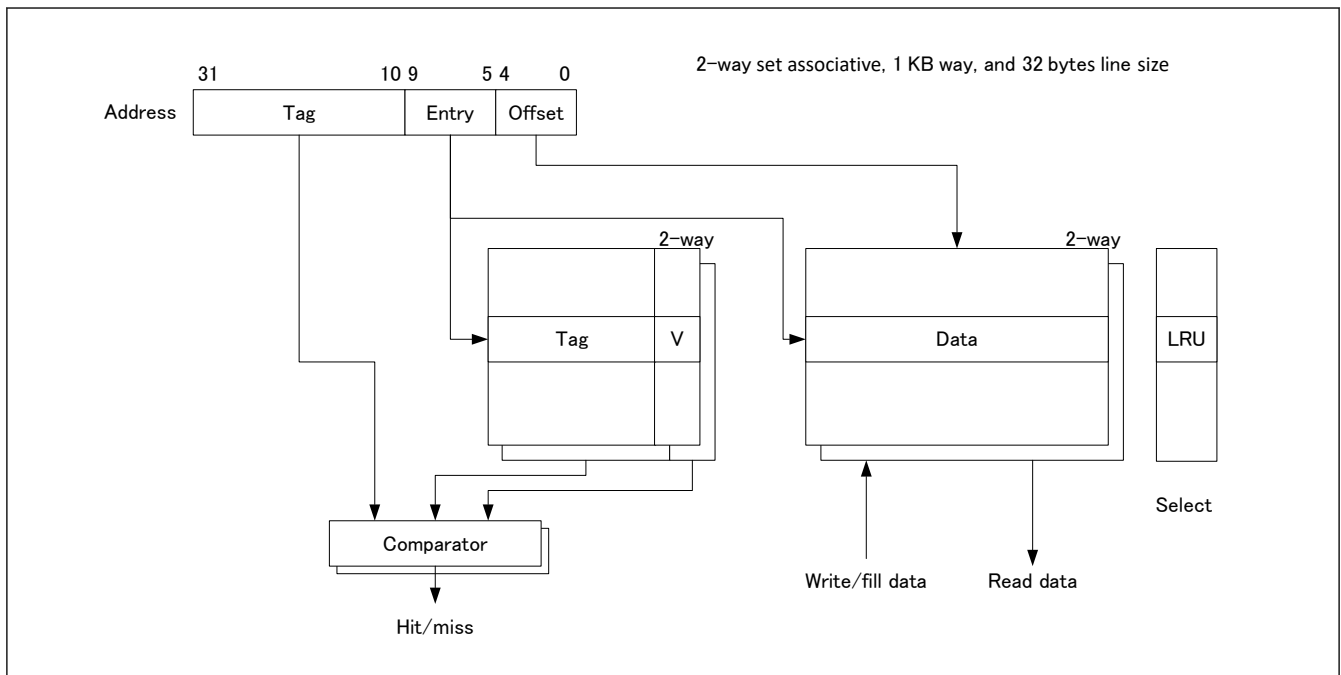 2-way set associative, 1 KB way, and 32 bytes line size
31 10 9 5 4 0
Address Tag Entry Offset
2-way 2-way
Tag V Data LRU
Select
Comparator
Write/fill data Read data
Hit/miss